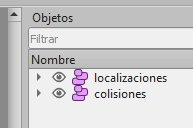 Objetos
Filtrar
Nombre
localizaciones
colisiones